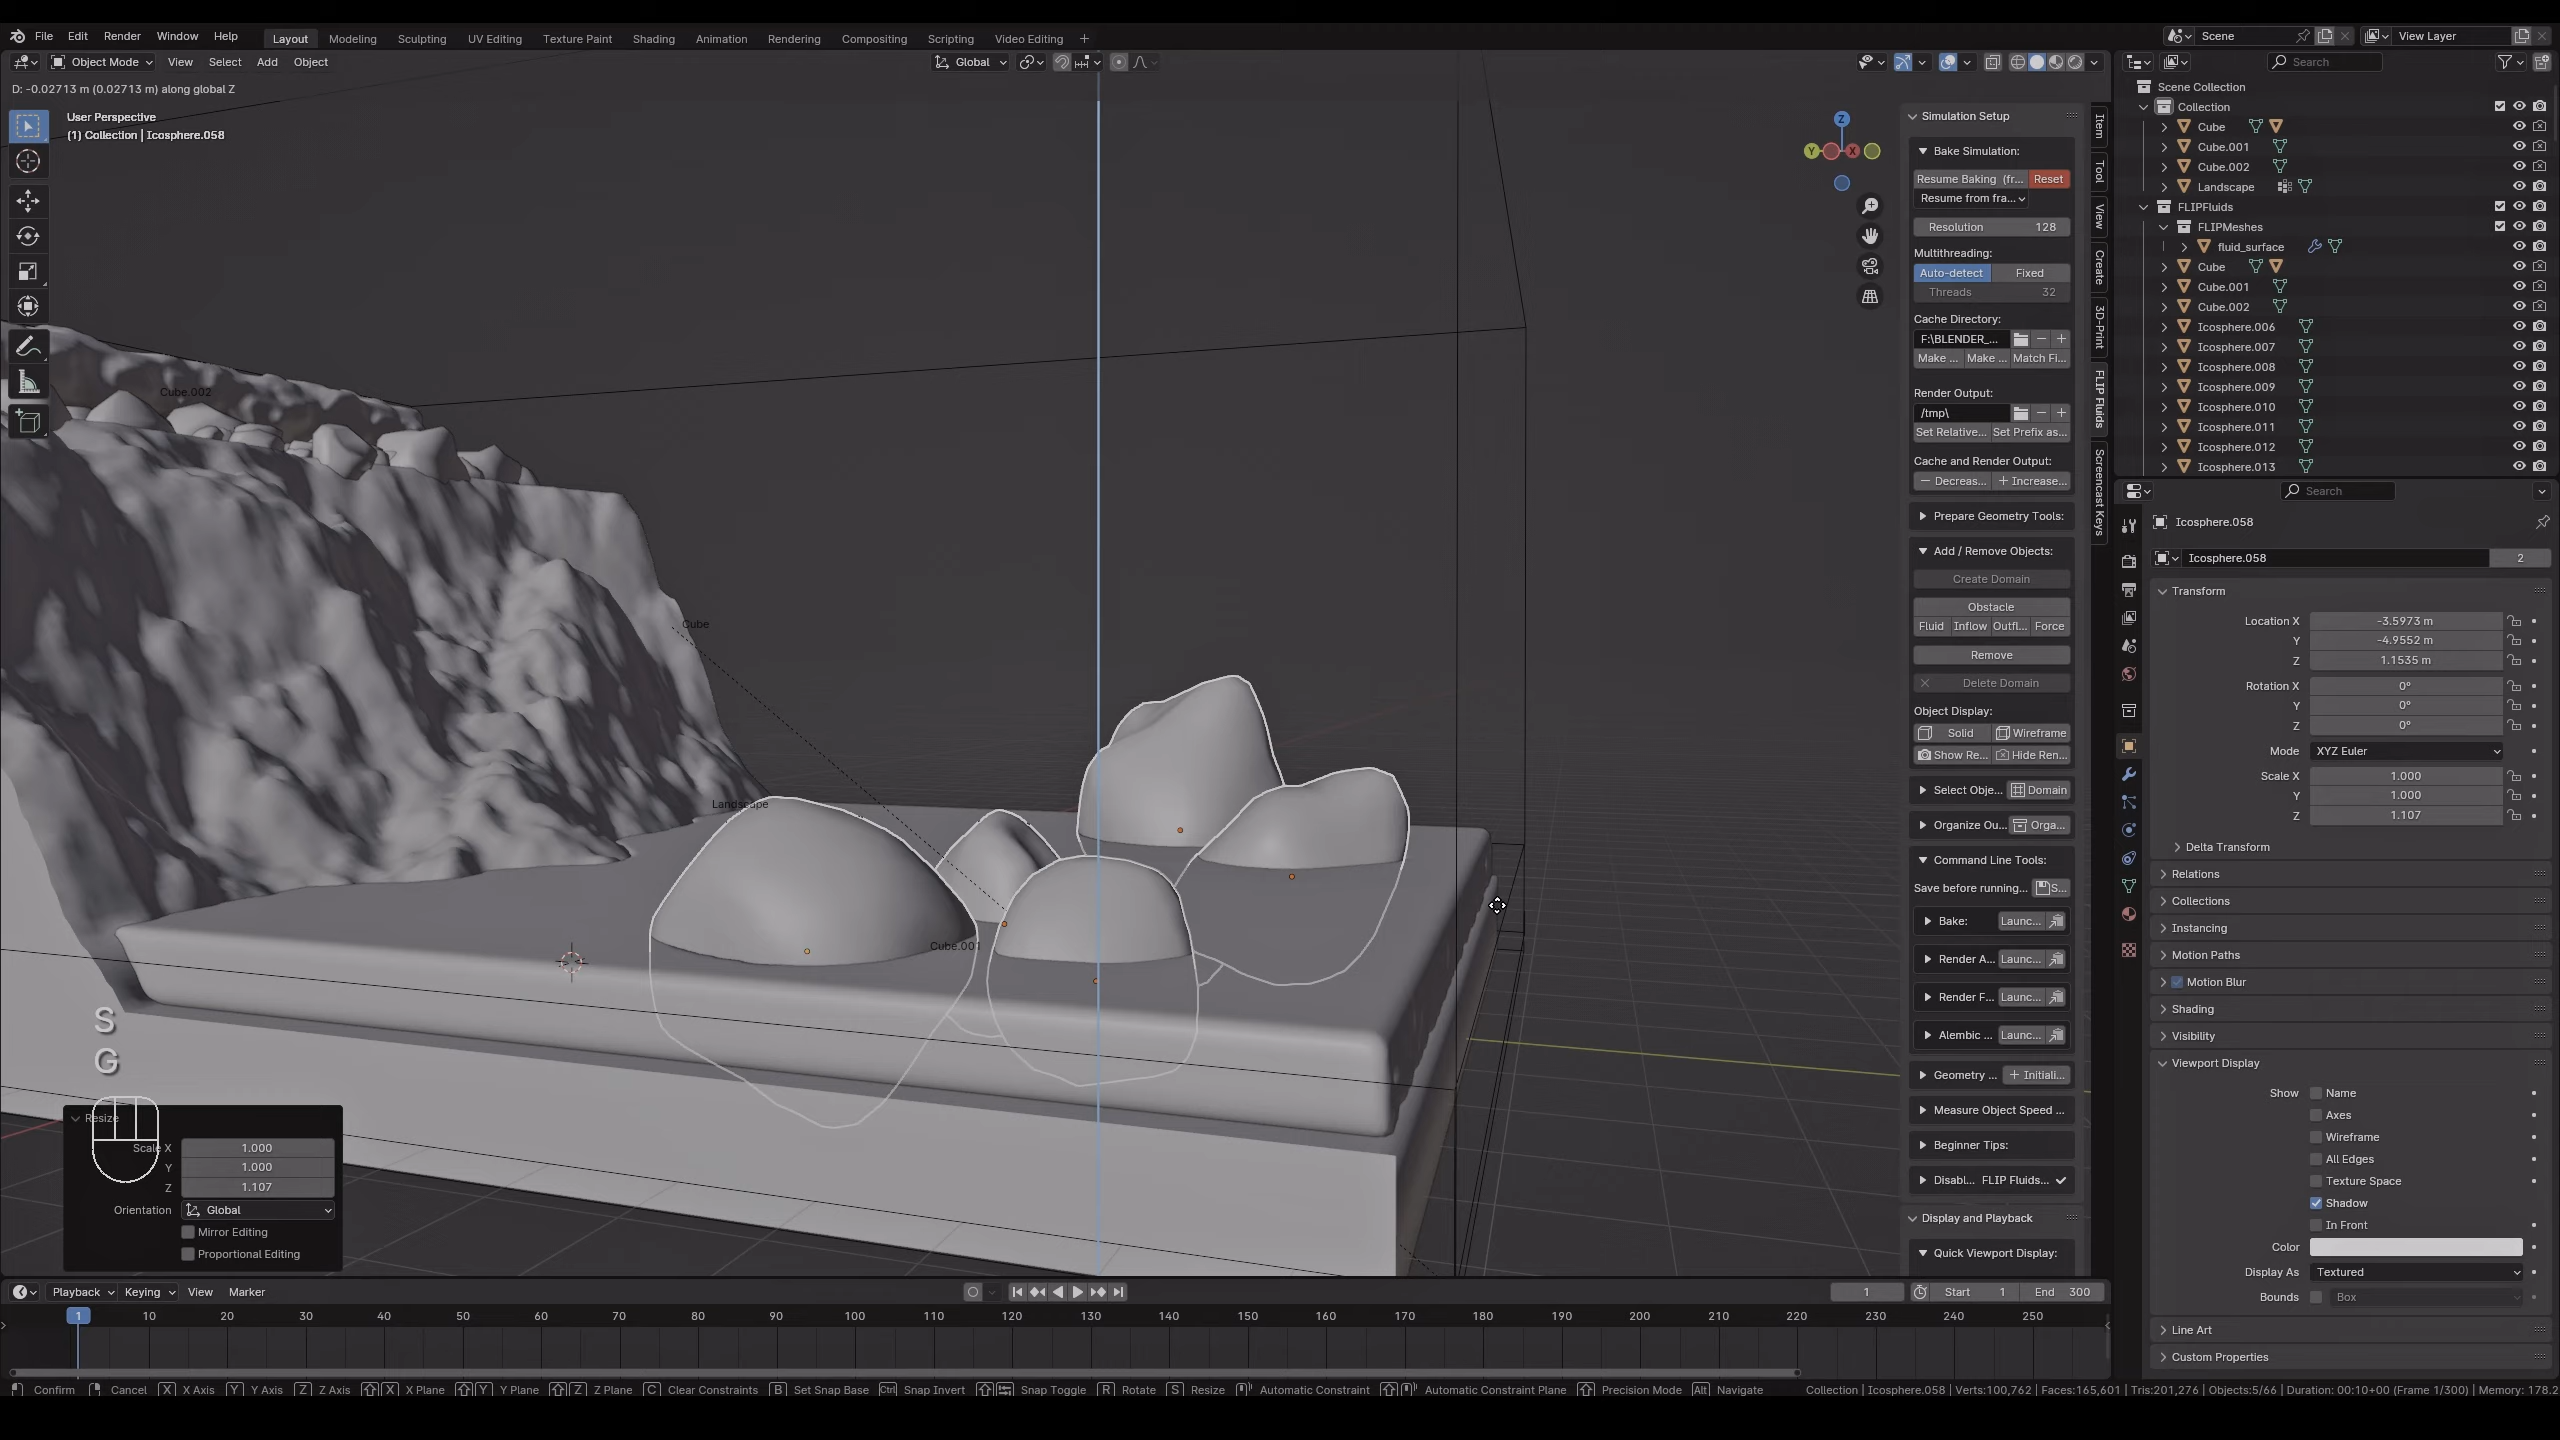 File Edit Render Window Help
Layout Modeling Sculpting UV Editing Texture Paint Shading Animation Rendering Compositing Scripting Video Editing +
Scene
View Layer
Object Mode View Select Add Object
Global
D: -0.02713 m (0.02713 m) along global Z
User Perspective
(1) Collection | Icosphere.058
Z
Y
X
Cube.002
Cube
Landscape
Cube.001
S
G
Resize
Scale X 1.000
Y 1.000
Z 1.107
Orientation Global
Mirror Editing
Proportional Editing
Simulation Setup
Bake Simulation:
Resume Baking (fr... Reset
Resume from fra...
Resolution 128
Multithreading:
Auto-detect Fixed
Threads 32
Cache Directory:
F:\BLENDER_...
Make ... Make ... Match Fi...
Render Output:
/tmp\
Set Relative... Set Prefix as...
Cache and Render Output:
Decreas... Increase...
Prepare Geometry Tools:
Add / Remove Objects:
Create Domain
Obstacle
Fluid Inflow Outfl... Force
Remove
Delete Domain
Object Display:
Solid Wireframe
Show Re... Hide Ren...
Select Obje... Domain
Organize Ou... Orga...
Command Line Tools:
Save before running... S...
Bake: Launc...
Render A... Launc...
Render F... Launc...
Alembic ... Launc...
Geometry ... Initiali...
Measure Object Speed ...
Beginner Tips:
Disabl... FLIP Fluids...
Display and Playback
Quick Viewport Display:
Item
Tool
View
Create
3D-Print
FLIP Fluids
Screencast Keys
Search
Scene Collection
Collection
Cube
Cube.001
Cube.002
Landscape
FLIPFluids
FLIPMeshes
fluid_surface
Cube
Cube.001
Cube.002
Icosphere.006
Icosphere.007
Icosphere.008
Icosphere.009
Icosphere.010
Icosphere.011
Icosphere.012
Icosphere.013
Search
Icosphere.058
Icosphere.058 2
Transform
Location X -3.5973 m
Y -4.9552 m
Z 1.1535 m
Rotation X 0°
Y 0°
Z 0°
Mode XYZ Euler
Scale X 1.000
Y 1.000
Z 1.107
Delta Transform
Relations
Collections
Instancing
Motion Paths
Motion Blur
Shading
Visibility
Viewport Display
Show Name
Axes
Wireframe
All Edges
Texture Space
Shadow
In Front
Color
Display As Textured
Bounds Box
Line Art
Custom Properties
Playback Keying View Marker
1 Start 1 End 300
1 10 20 30 40 50 60 70 80 90 100 110 120 130 140 150 160 170 180 190 200 210 220 230 240 250
Confirm Cancel X X Axis Y Y Axis Z Z Axis X X Plane Y Y Plane Z Z Plane C Clear Constraints B Set Snap Base Ctrl Snap Invert Snap Toggle R Rotate S Resize Automatic Constraint Automatic Constraint Plane Precision Mode Alt Navigate Collection | Icosphere.058 | Verts:100,762 | Faces:165,601 | Tris:201,276 | Objects:5/66 | Duration: 00:10+00 (Frame 1/300) | Memory: 178.2